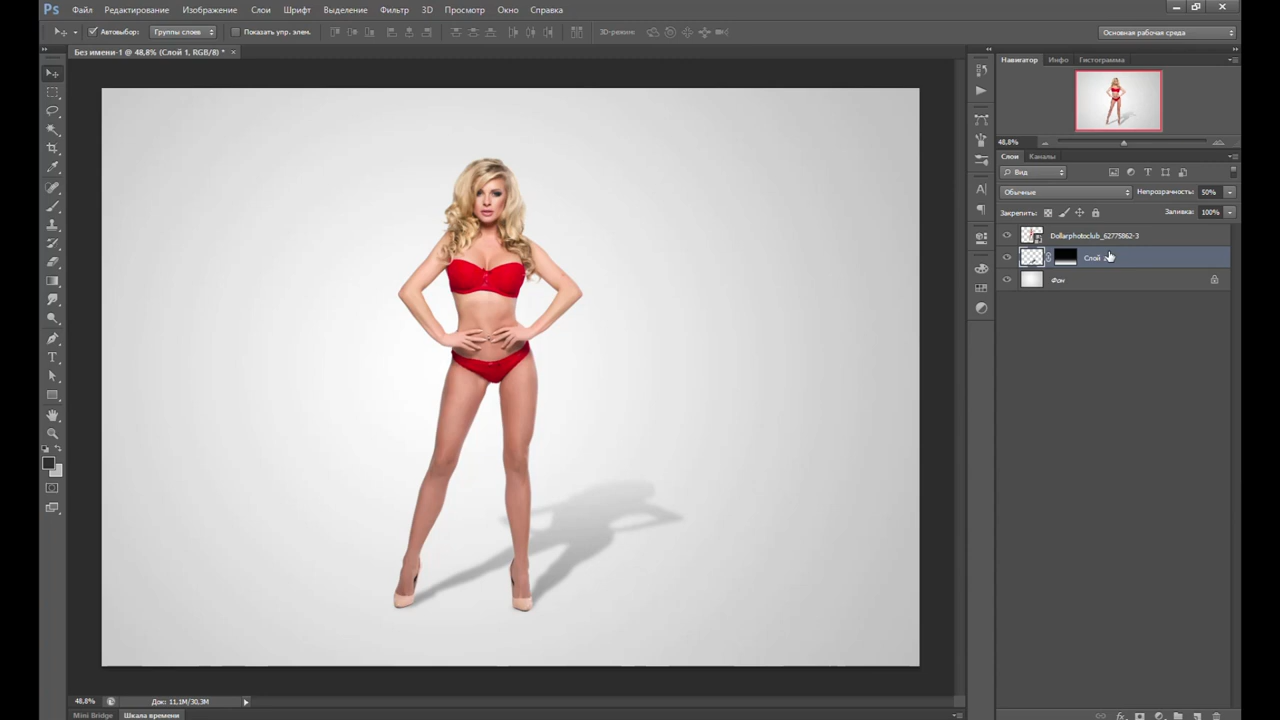 Ps Файл Редактирование Изображение Слои Шрифт Выделение Фильтр 3D Просмотр Окно Справка
Автовыбор: Группы слоев Показать упр. элем. 3D-режим: Основная рабочая среда
Без имени-1 @ 48,8% (Слой 1, RGB/8) * ×
Навигатор Инфо Гистограмма
48,8%
Слои Каналы
Вид
Обычные Непрозрачность: 50%
Закрепить: Заливка: 100%
Dollarphotoclub_62775862-3
Слой
Фон
48,8% Док: 11,1M/30,3M
Mini Bridge Шкала времени